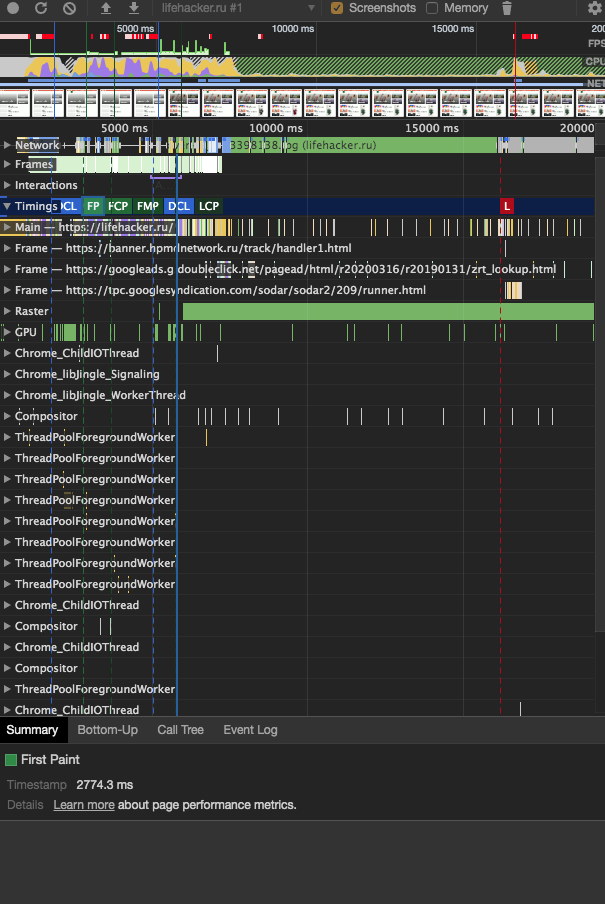 lifehacker.ru #1 Screenshots Memory
5000 ms 10000 ms 15000 ms 200
FPS
CPU
NET
5000 ms 10000 ms 15000 ms 20000
Network 3398138.jpg (lifehacker.ru)
Frames
Interactions
Timings DCL FP FCP FMP DCL LCP L
Main — https://lifehacker.ru/
Frame — https://banner.hpmdnetwork.ru/track/handler1.html
Frame — https://googleads.g.doubleclick.net/pagead/html/r20200316/r20190131/zrt_lookup.html
Frame — https://tpc.googlesyndication.com/sodar/sodar2/209/runner.html
Raster
GPU
Chrome_ChildIOThread
Chrome_libJingle_Signaling
Chrome_libJingle_WorkerThread
Compositor
ThreadPoolForegroundWorker
ThreadPoolForegroundWorker
ThreadPoolForegroundWorker
ThreadPoolForegroundWorker
ThreadPoolForegroundWorker
ThreadPoolForegroundWorker
ThreadPoolForegroundWorker
ThreadPoolForegroundWorker
Chrome_ChildIOThread
Compositor
Chrome_ChildIOThread
Compositor
ThreadPoolForegroundWorker
Chrome_ChildIOThread
Summary Bottom-Up Call Tree Event Log
First Paint
Timestamp 2774.3 ms
Details Learn more about page performance metrics.